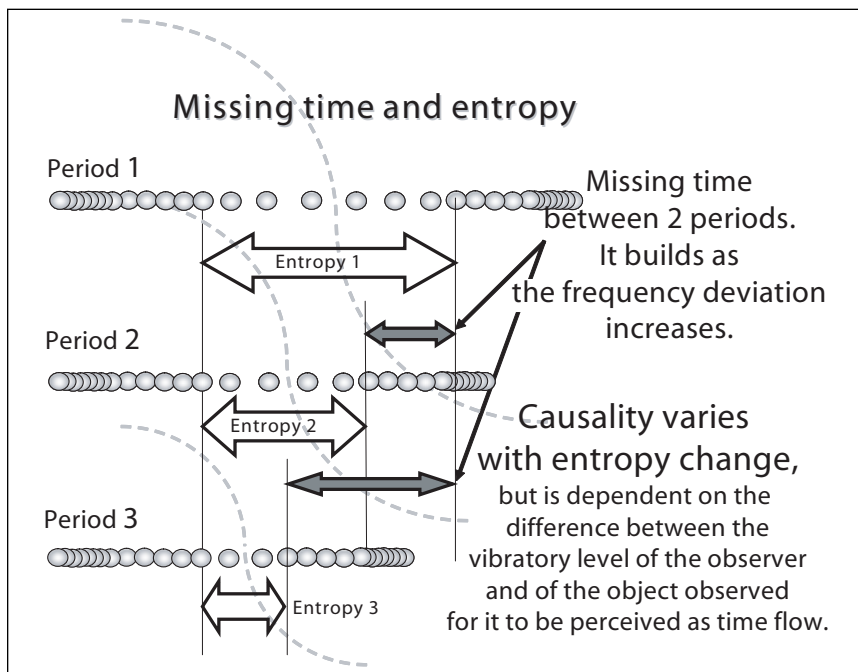 Missing time and entropy
Period 1
Missing time
between 2 periods.
It builds as
the frequency deviation
increases.
Entropy 1
Period 2
Entropy 2
Causality varies
with entropy change,
but is dependent on the
difference between the
vibratory level of the observer
and of the object observed
for it to be perceived as time flow.
Period 3
Entropy 3